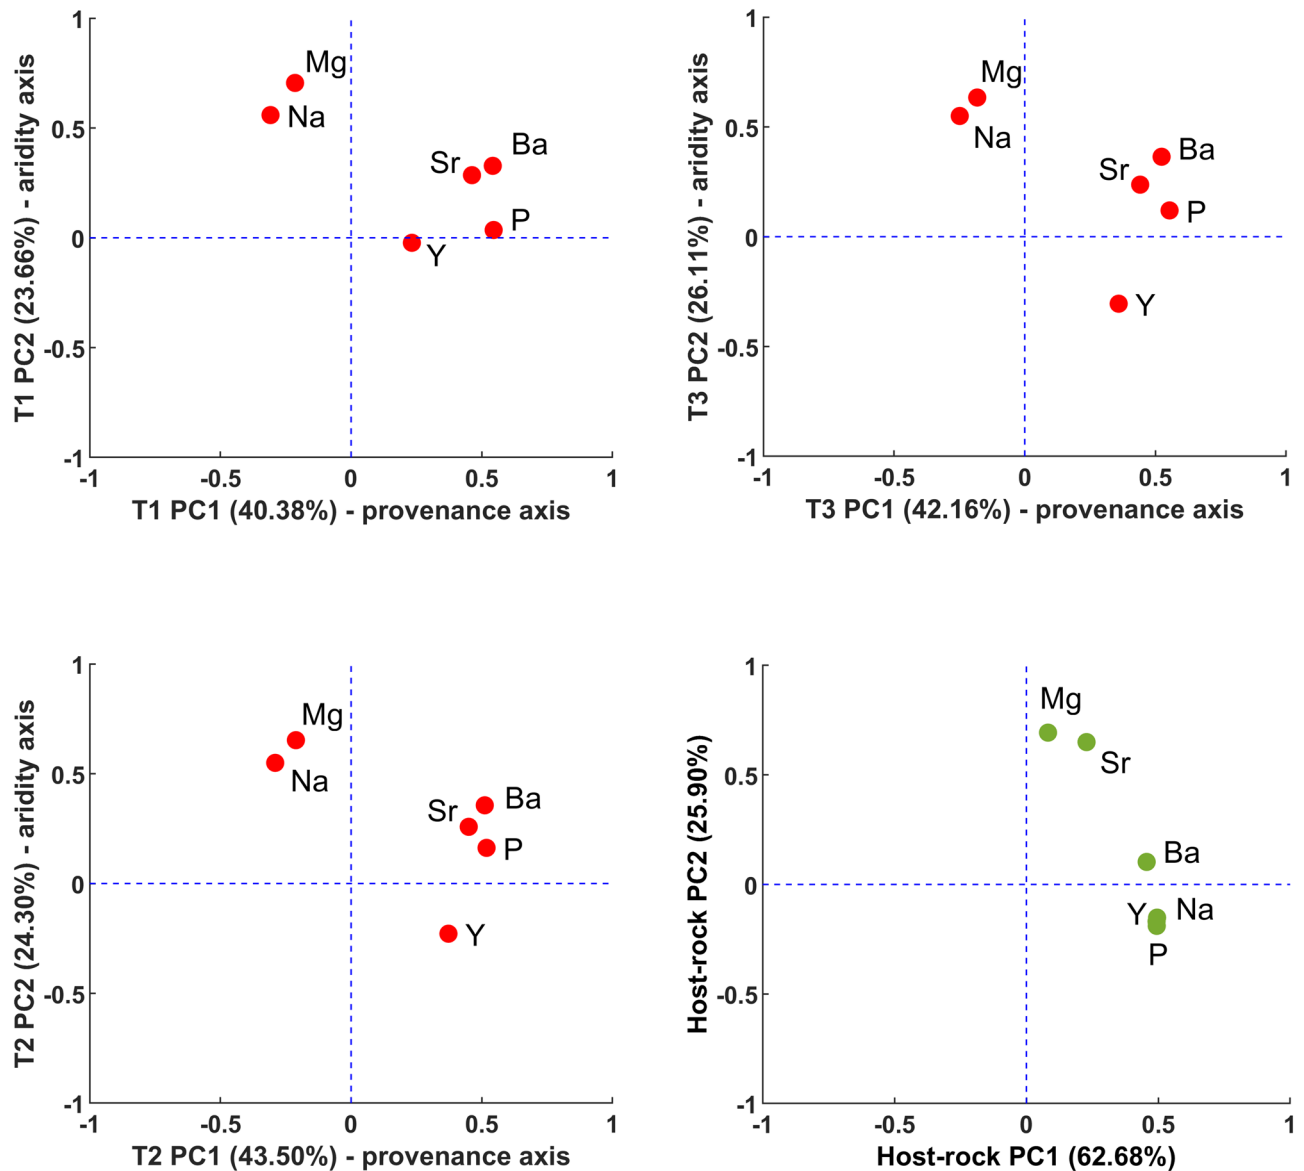 1
0.5
0
-0.5
-1
-1
-0.5
0
0.5
1
T1 PC2 (23.66%) - aridity axis
T1 PC1 (40.38%) - provenance axis
Mg
Na
Sr
Ba
P
Y
1
0.5
0
-0.5
-1
-1
-0.5
0
0.5
1
T3 PC2 (26.11%) - aridity axis
T3 PC1 (42.16%) - provenance axis
Mg
Na
Sr
Ba
P
Y
1
0.5
0
-0.5
-1
-1
-0.5
0
0.5
1
T2 PC2 (24.30%) - aridity axis
T2 PC1 (43.50%) - provenance axis
Mg
Na
Sr
Ba
P
Y
1
0.5
0
-0.5
-1
-1
-0.5
0
0.5
1
Host-rock PC2 (25.90%)
Host-rock PC1 (62.68%)
Mg
Sr
Ba
Y
Na
P